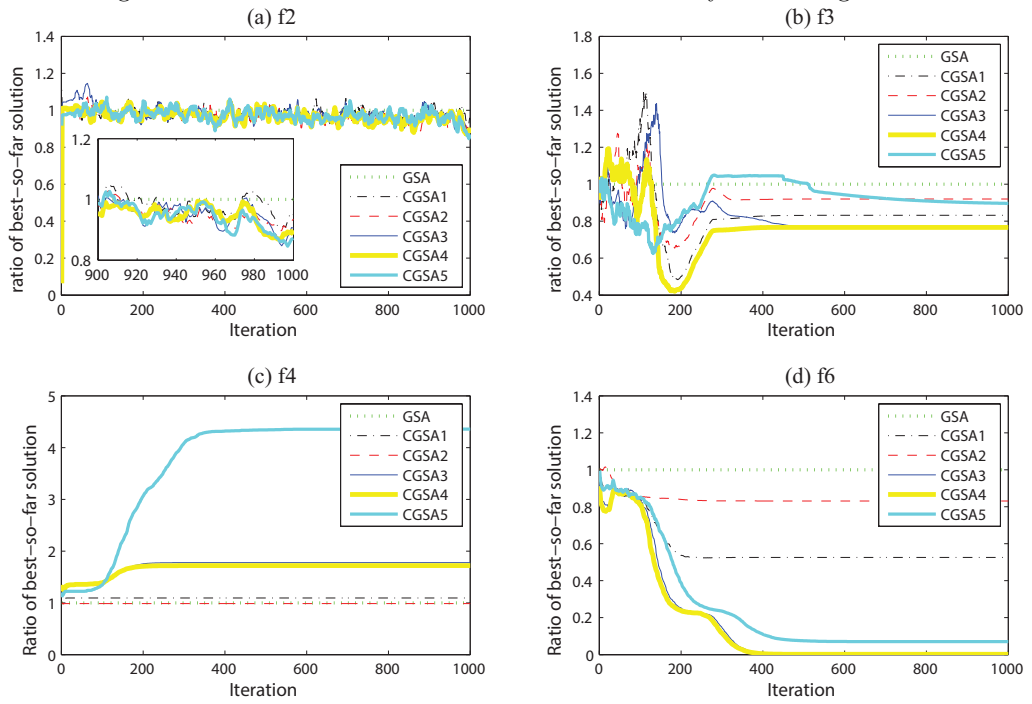 (a) f2
1.4
1.2
1
0.8
0.6
0.4
0.2
0
ratio of best−so−far solution
1.2
1
0.8
900 920 940 960 980 1000
GSA
CGSA1
CGSA2
CGSA3
CGSA4
CGSA5
0 200 400 600 800 1000
Iteration
(b) f3
1.8
1.6
1.4
1.2
1
0.8
0.6
0.4
ratio of best−so−far solution
GSA
CGSA1
CGSA2
CGSA3
CGSA4
CGSA5
0 200 400 600 800 1000
Iteration
(c) f4
5
4
3
2
1
0
Ratio of best−so−far solution
GSA
CGSA1
CGSA2
CGSA3
CGSA4
CGSA5
0 200 400 600 800 1000
Iteration
(d) f6
1.4
1.2
1
0.8
0.6
0.4
0.2
0
Ratio of best−so−far solution
GSA
CGSA1
CGSA2
CGSA3
CGSA4
CGSA5
0 200 400 600 800 1000
Iteration